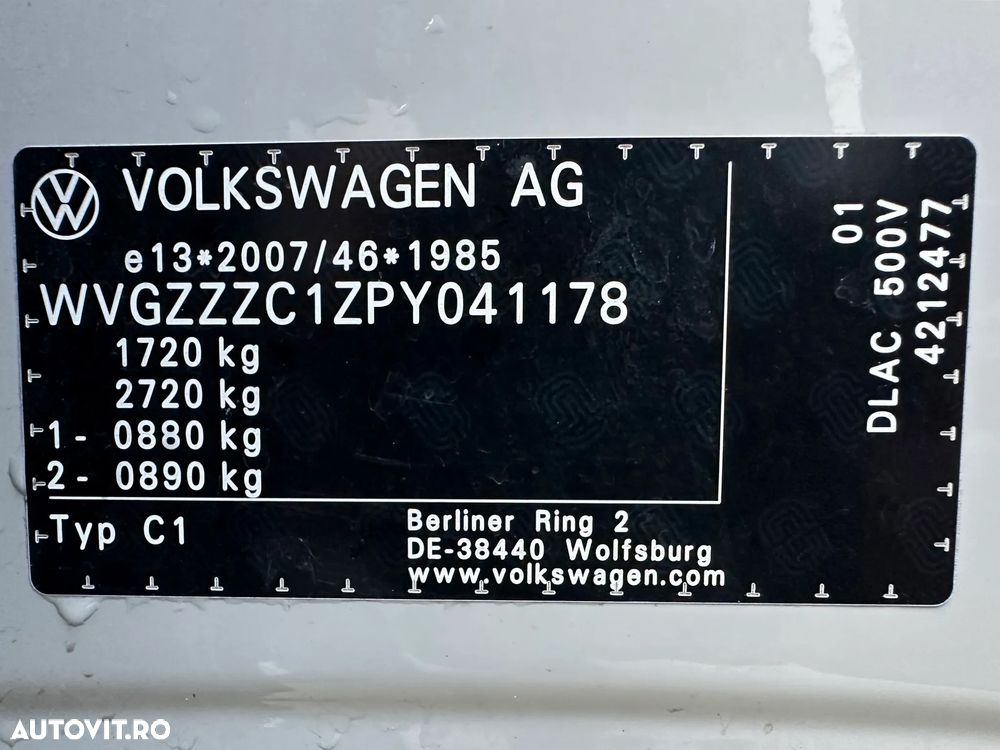 VOLKSWAGEN AG
e13*2007/46*1985
WVGZZZC1ZPY041178
1720 kg
2720 kg
1- 0880 kg
2- 0890 kg
Typ C1
Berliner Ring 2
DE-38440 Wolfsburg
www.volkswagen.com
01
DLAC 500V
4212477
AUTOVIT.RO